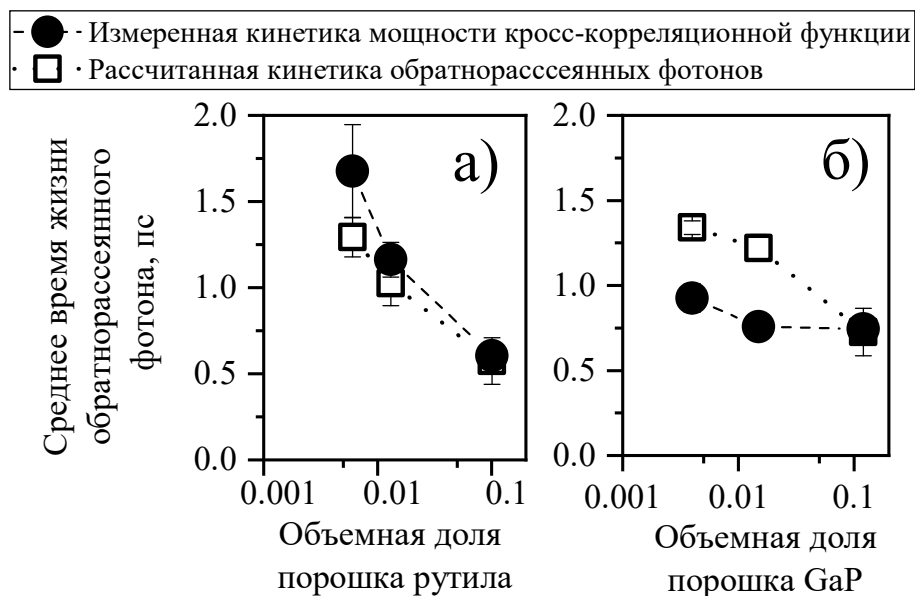 Измеренная кинетика мощности кросс-корреляционной функции
Рассчитанная кинетика обратнорасссеянных фотонов
Среднее время жизни
обратнорассеянного
фотона, пс
2.0
1.5
1.0
0.5
0.0
а)
0.001
0.01
0.1
Объемная доля
порошка рутила
2.0
1.5
1.0
0.5
0.0
б)
0.001
0.01
0.1
Объемная доля
порошка GaP